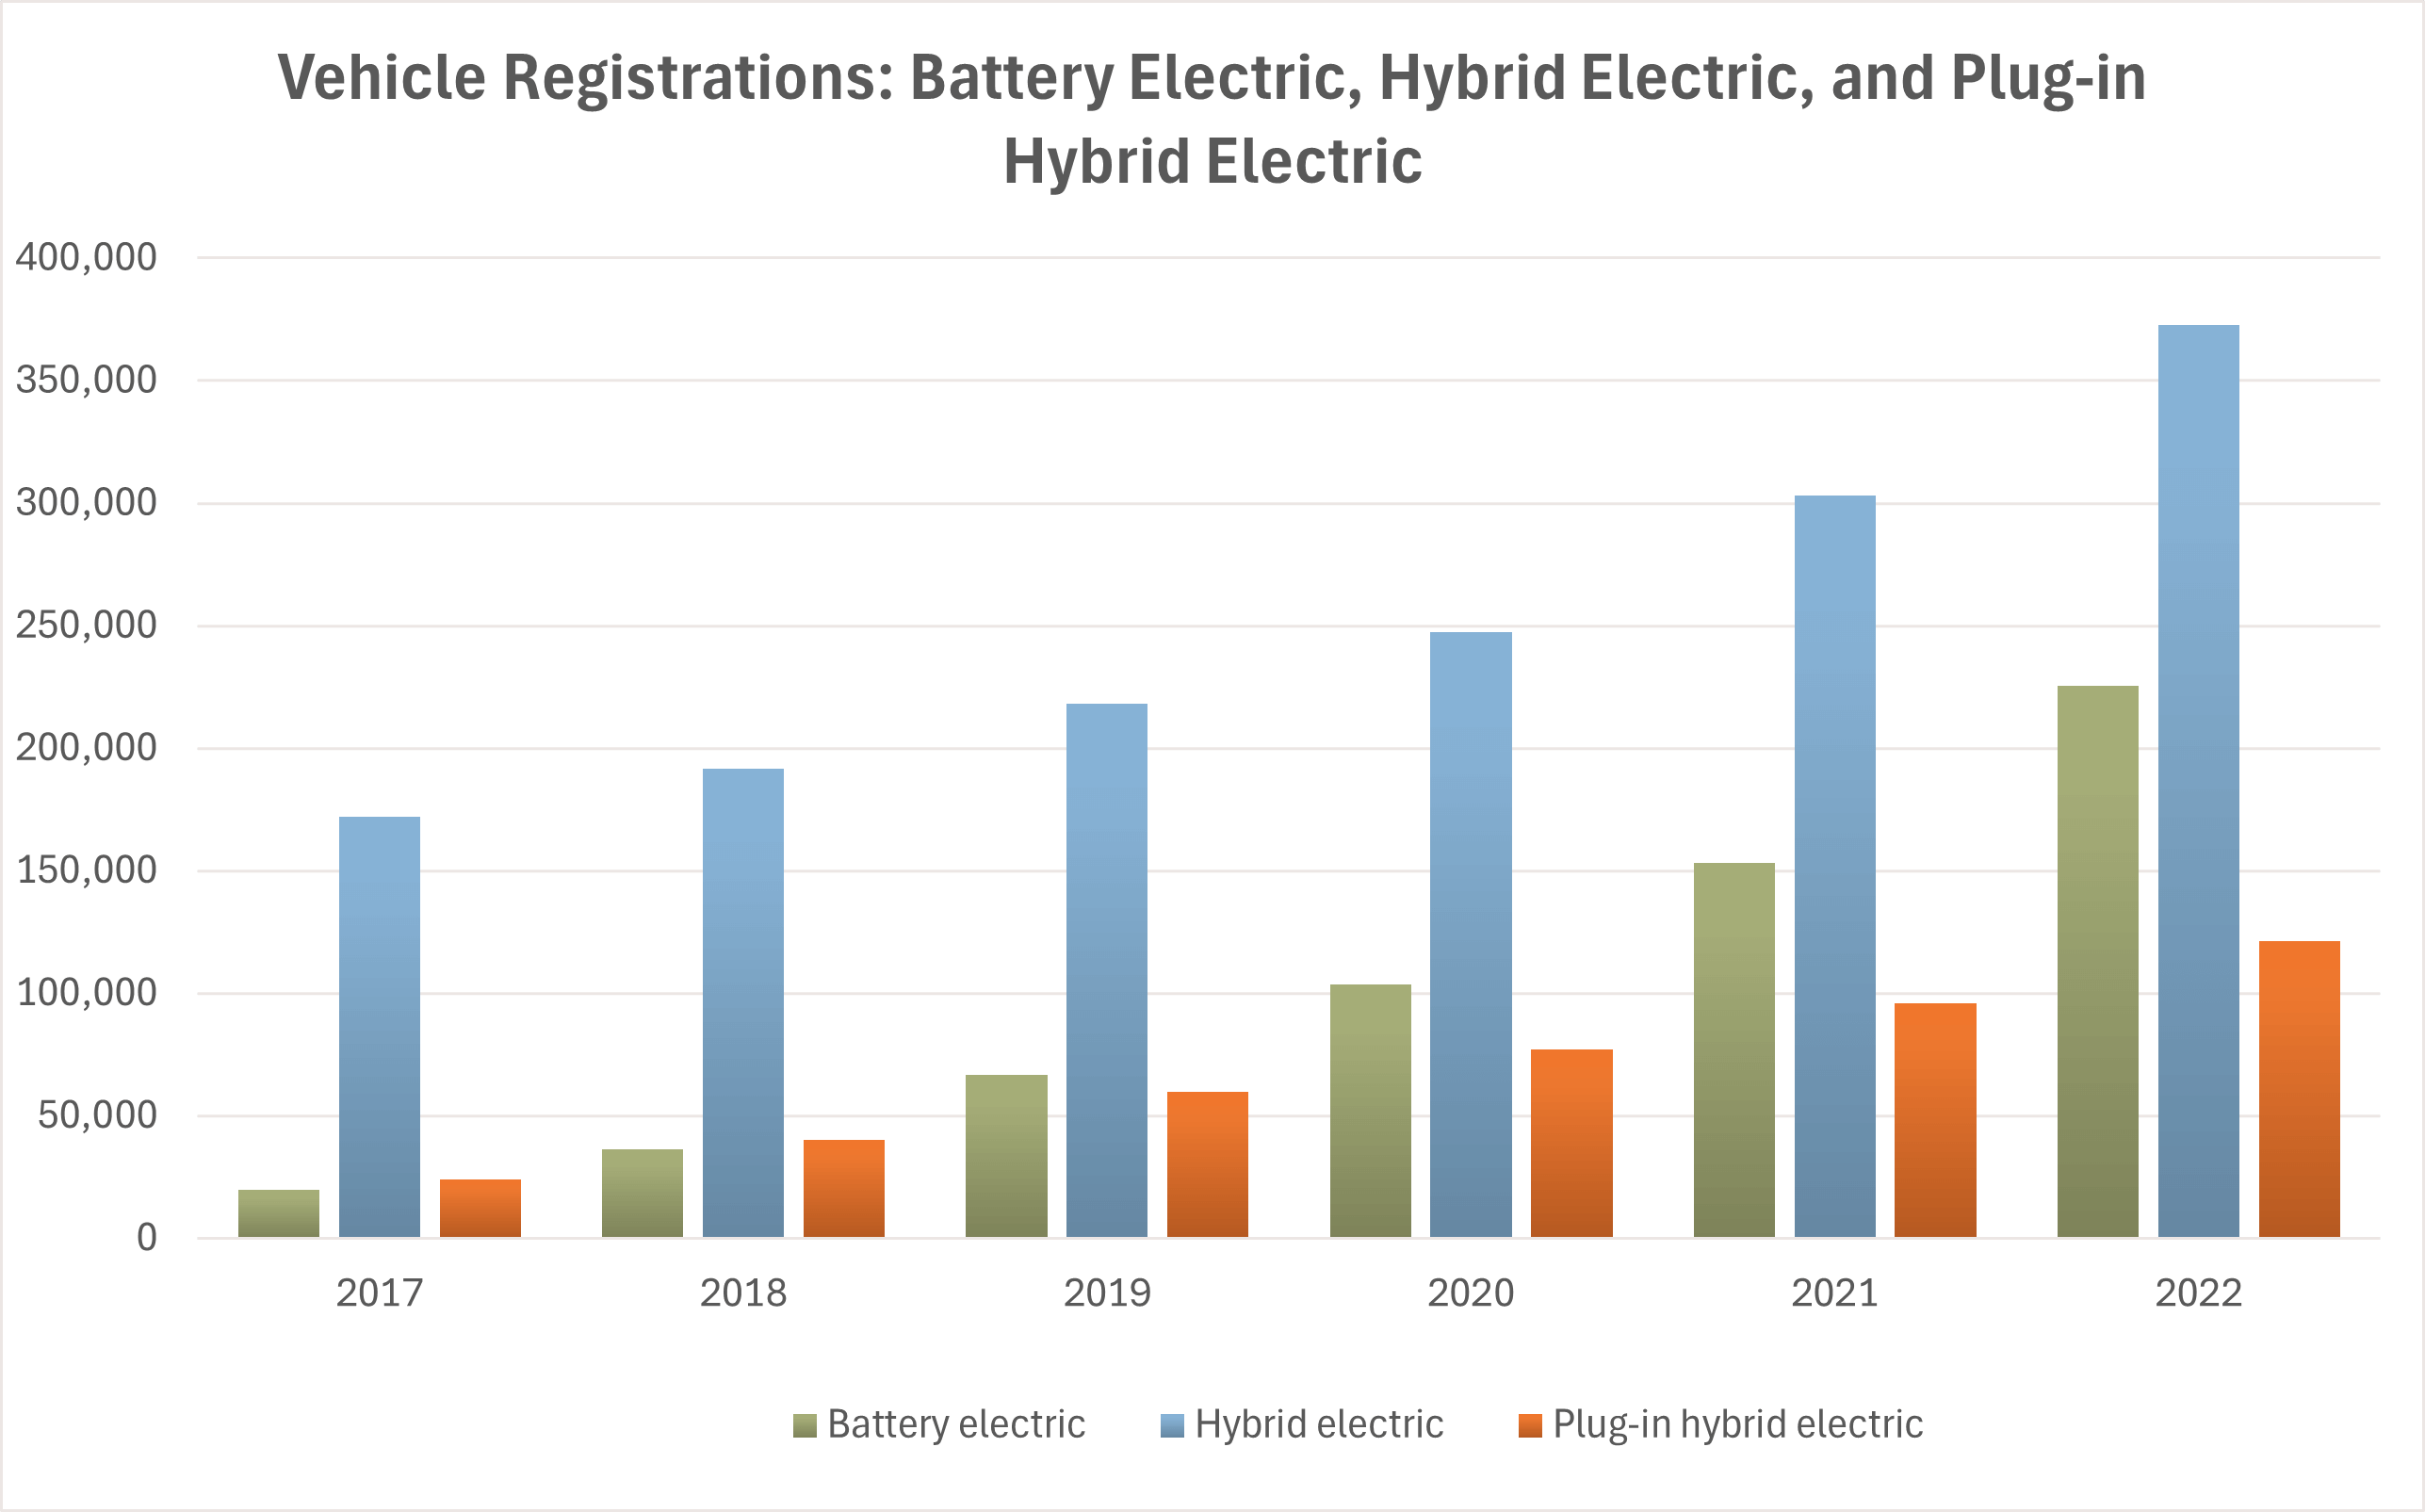 Vehicle Registrations: Battery Electric, Hybrid Electric, and Plug-in
Hybrid Electric
400,000
350,000
300,000
250,000
200,000
150,000
100,000
50,000
0
2017 2018 2019 2020 2021 2022
Battery electric Hybrid electric Plug-in hybrid electric